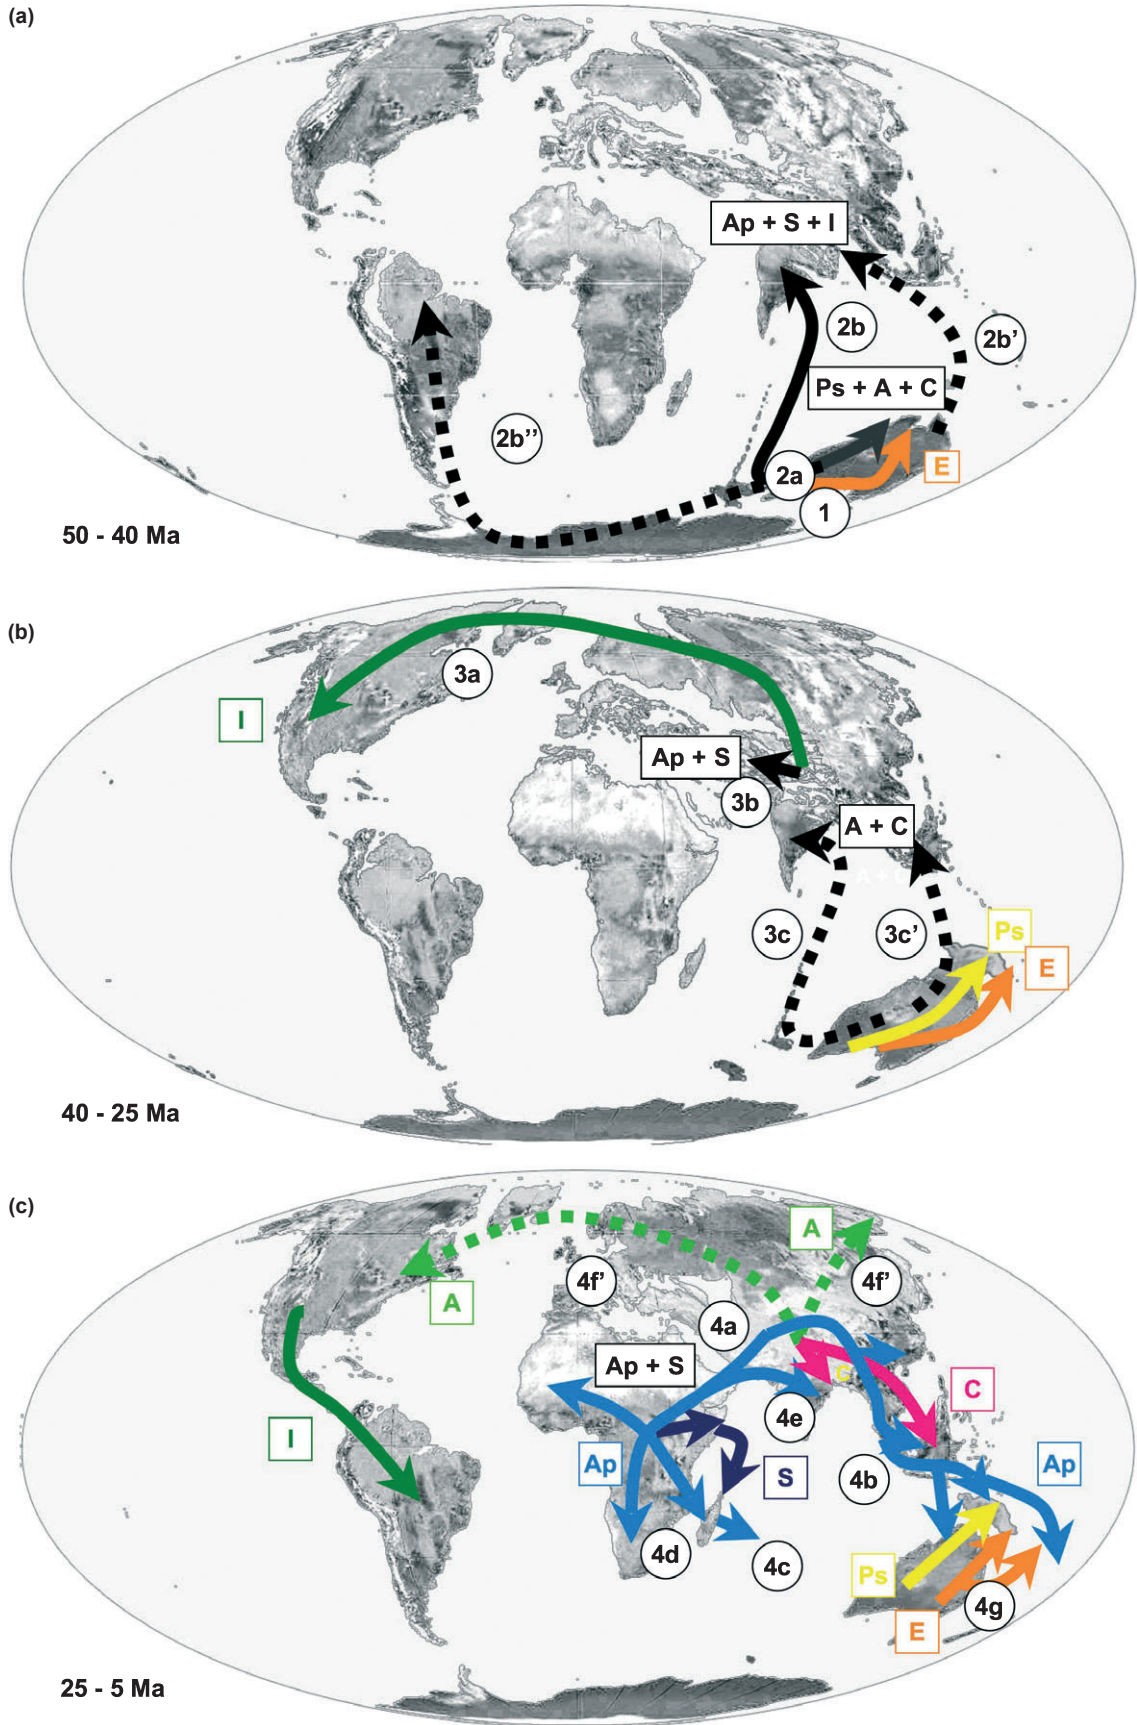 (a)
Ap + S + I
2b
2b’
Ps + A + C
2b’’
2a
E
1
50 - 40 Ma
(b)
3a
I
Ap + S
3b
A + C
A + C
3c
3c’
Ps
E
40 - 25 Ma
(c)
A
4f’
4f’
A
4a
Ap + S
C
C
4e
I
Ap
S
4b
Ap
4d
4c
Ps
4g
E
25 - 5 Ma